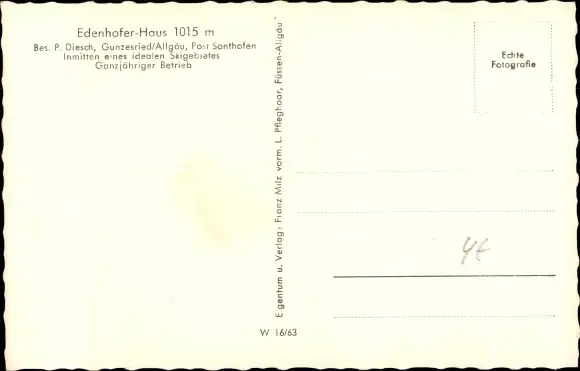 Edenhofer-Haus 1015 m
Bes. P. Diesch, Gunzesried/Allgäu, Post Sonthofen
Inmitten eines idealen Skigebietes
Ganzjähriger Betrieb
Eigentum u. Verlag: Franz Milz vorm. L. Pfleghaar, Füssen-Allgäu
Echte
Fotografie
4€
W 16/63